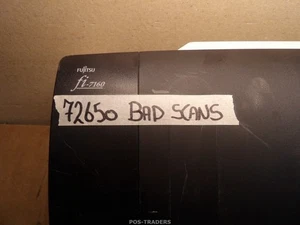 FUJITSU
fi-7160
72650 BAD SCANS
POS-TRADERS